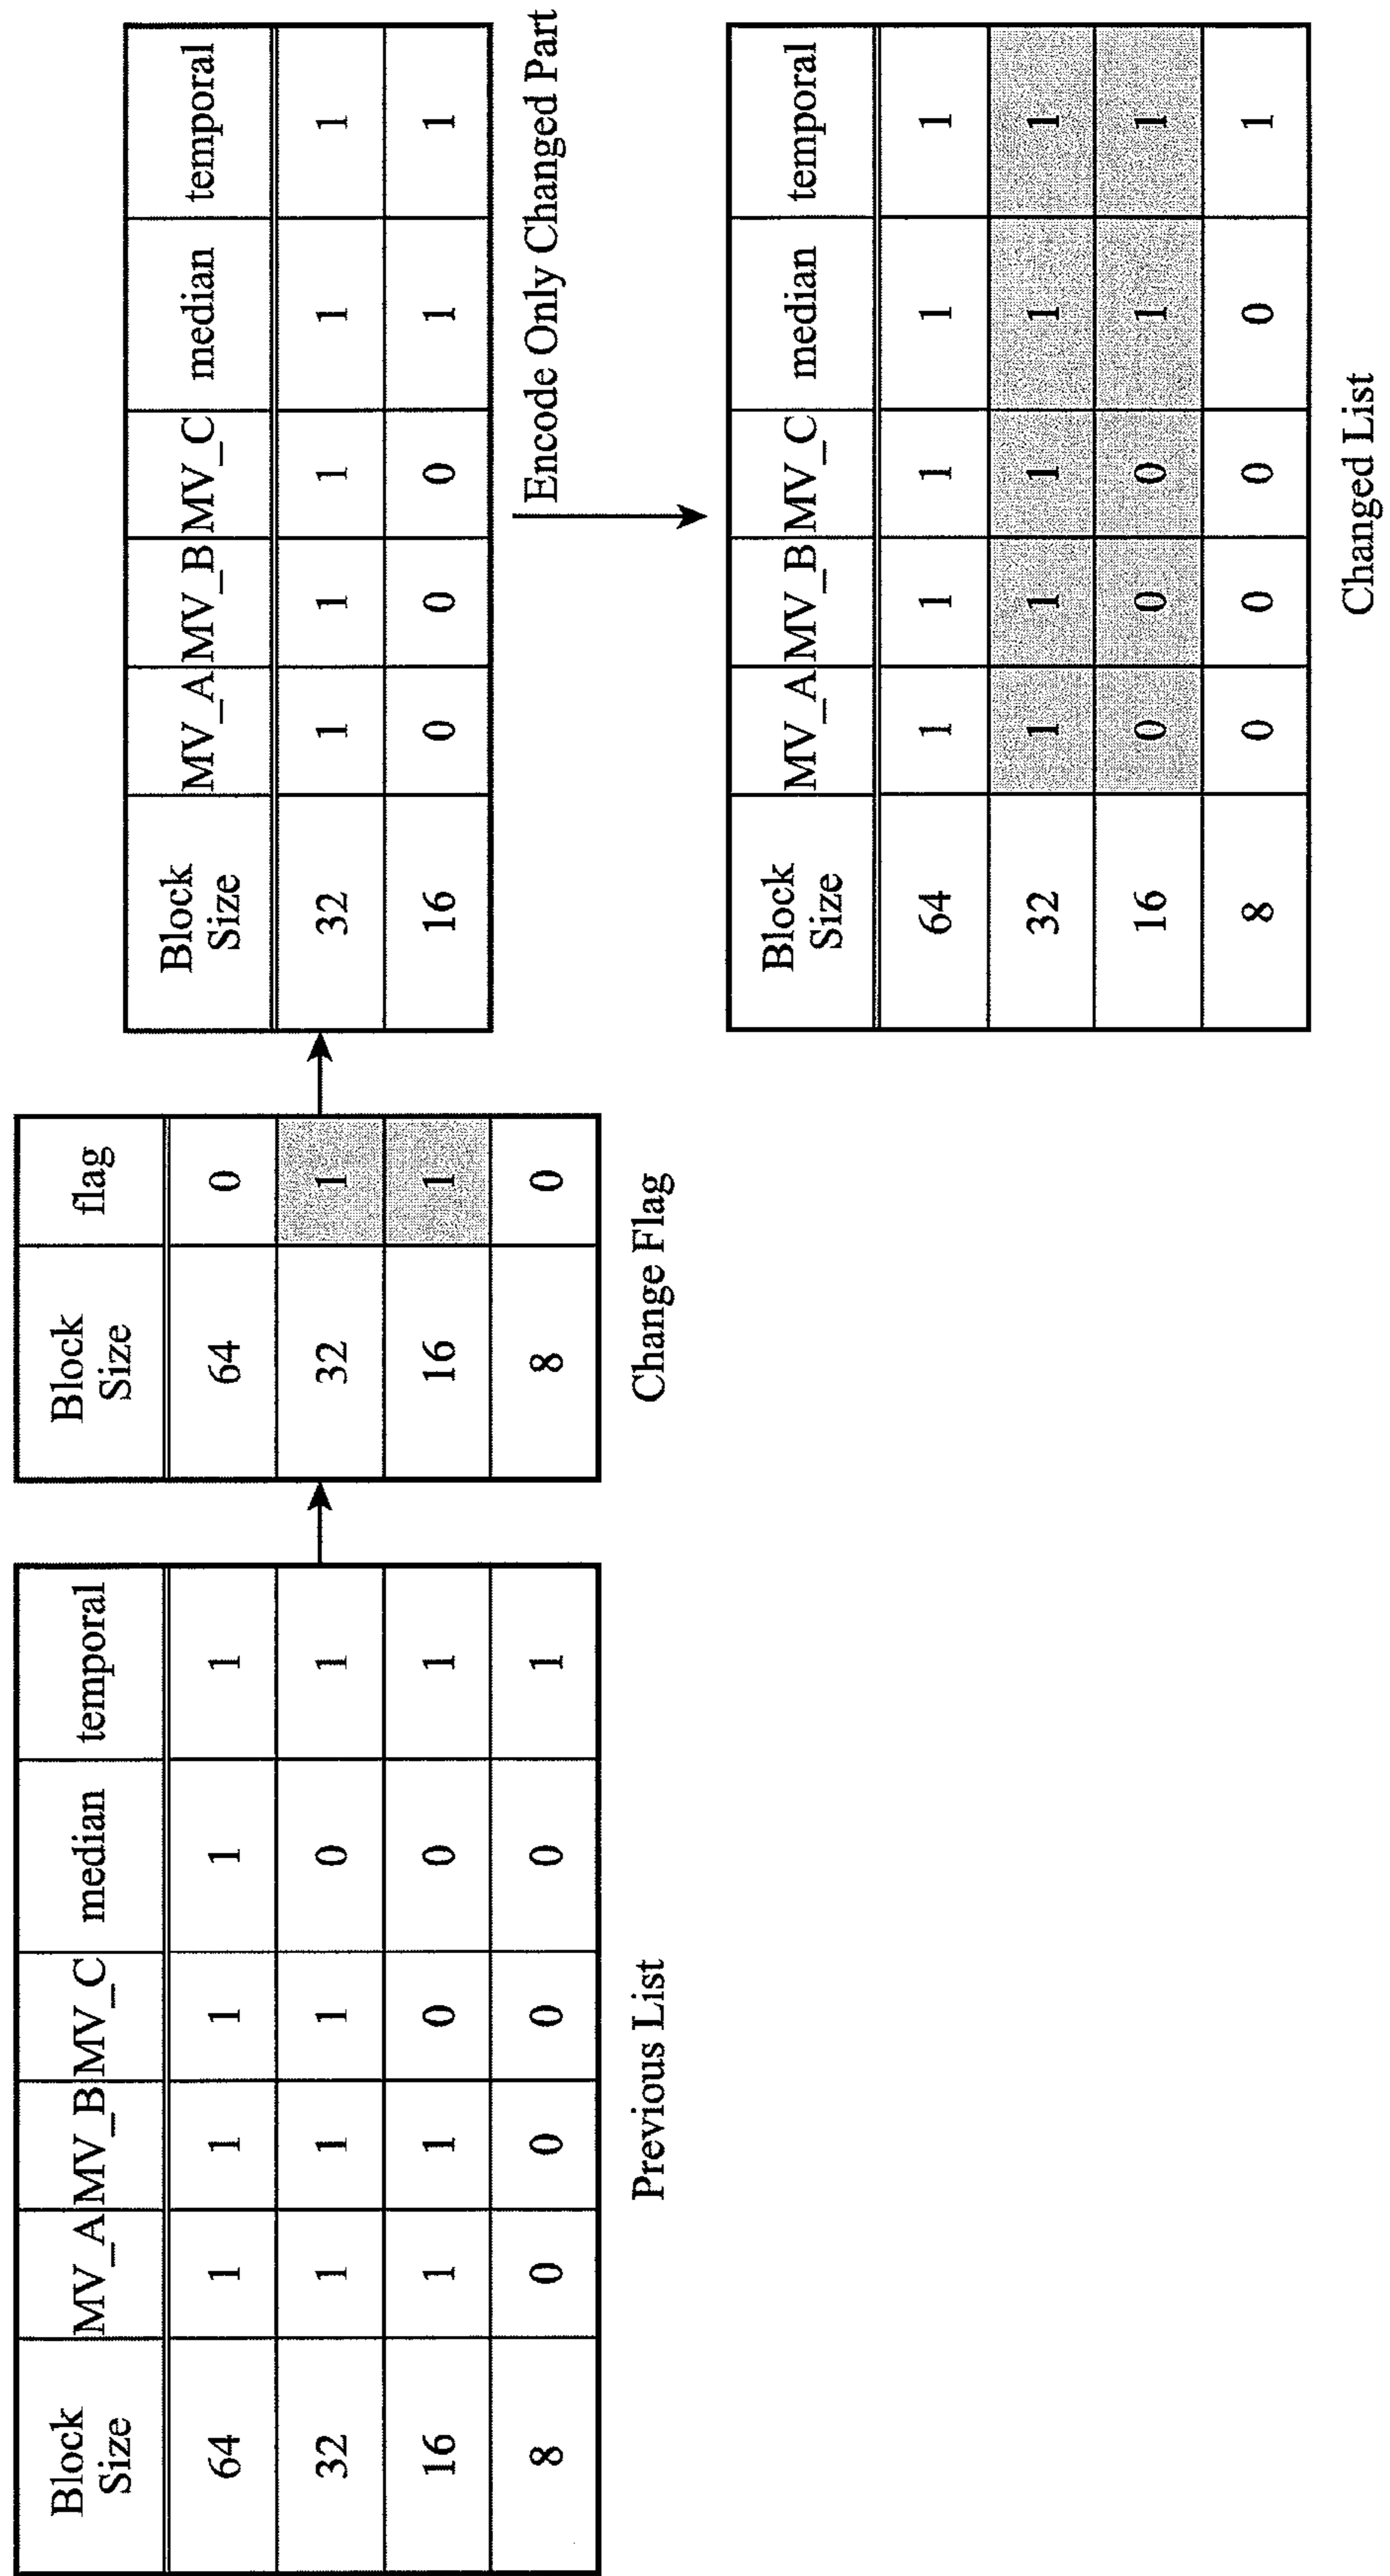 Block Size MV_A MV_B MV_C median temporal
64 1 1 1 1 1
32 1 1 1 0 1
16 1 1 0 0 1
8 0 0 0 0 1
Previous List
Block Size flag
64 0
32 1
16 1
8 0
Change Flag
Block Size MV_A MV_B MV_C median temporal
32 1 1 1 1 1
16 0 0 0 1 1
Encode Only Changed Part
Block Size MV_A MV_B MV_C median temporal
64 1 1 1 1 1
32 1 1 1 1 1
16 0 0 0 1 1
8 0 0 0 0 1
Changed List